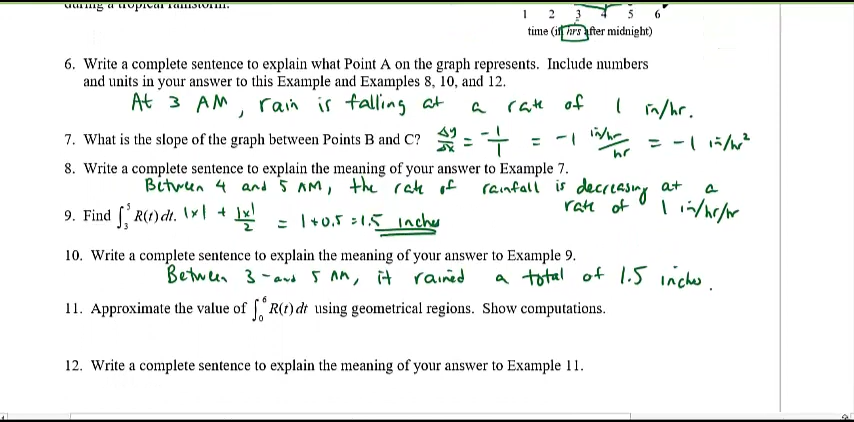 during a tropical rainstorm.
1 2 3 4 5 6
time (in hrs after midnight)
6. Write a complete sentence to explain what Point A on the graph represents. Include numbers
and units in your answer to this Example and Examples 8, 10, and 12.
At 3 AM, rain is falling at a rate of 1 in/hr.
7. What is the slope of the graph between Points B and C? Δy/Δx = -1/1 = -1 in/hr/hr = -1 in/hr²
8. Write a complete sentence to explain the meaning of your answer to Example 7.
Between 4 and 5 AM, the rate of rainfall is decreasing at a
rate of 1 in/hr/hr
9. Find ∫₃⁵ R(t) dt. 1×1 + 1×1/2 = 1+0.5 = 1.5 inches
10. Write a complete sentence to explain the meaning of your answer to Example 9.
Between 3 and 5 AM, it rained a total of 1.5 inches.
11. Approximate the value of ∫₀⁶ R(t) dt using geometrical regions. Show computations.
12. Write a complete sentence to explain the meaning of your answer to Example 11.